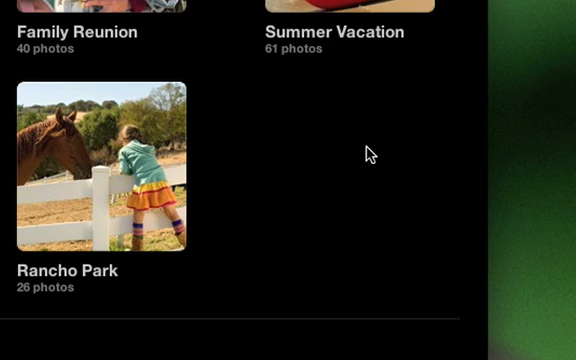 Family Reunion
40 photos
Summer Vacation
61 photos
Rancho Park
26 photos